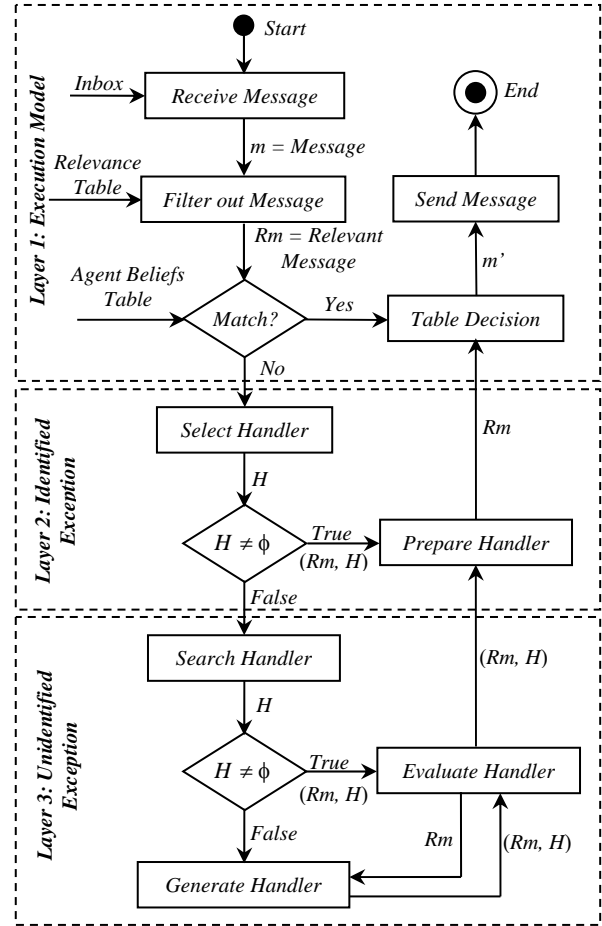 Layer 1: Execution Model
Start
Inbox
Receive Message
End
m = Message
Relevance
Table
Filter out Message
Send Message
Rm = Relevant
Message
m’
Agent Beliefs
Table
Match?
Yes
Table Decision
No
Layer 2: Identified
Exception
Select Handler
Rm
H
H ≠ ϕ
True
(Rm, H)
Prepare Handler
False
Layer 3: Unidentified
Exception
Search Handler
(Rm, H)
H
H ≠ ϕ
True
(Rm, H)
Evaluate Handler
False
Rm
(Rm, H)
Generate Handler